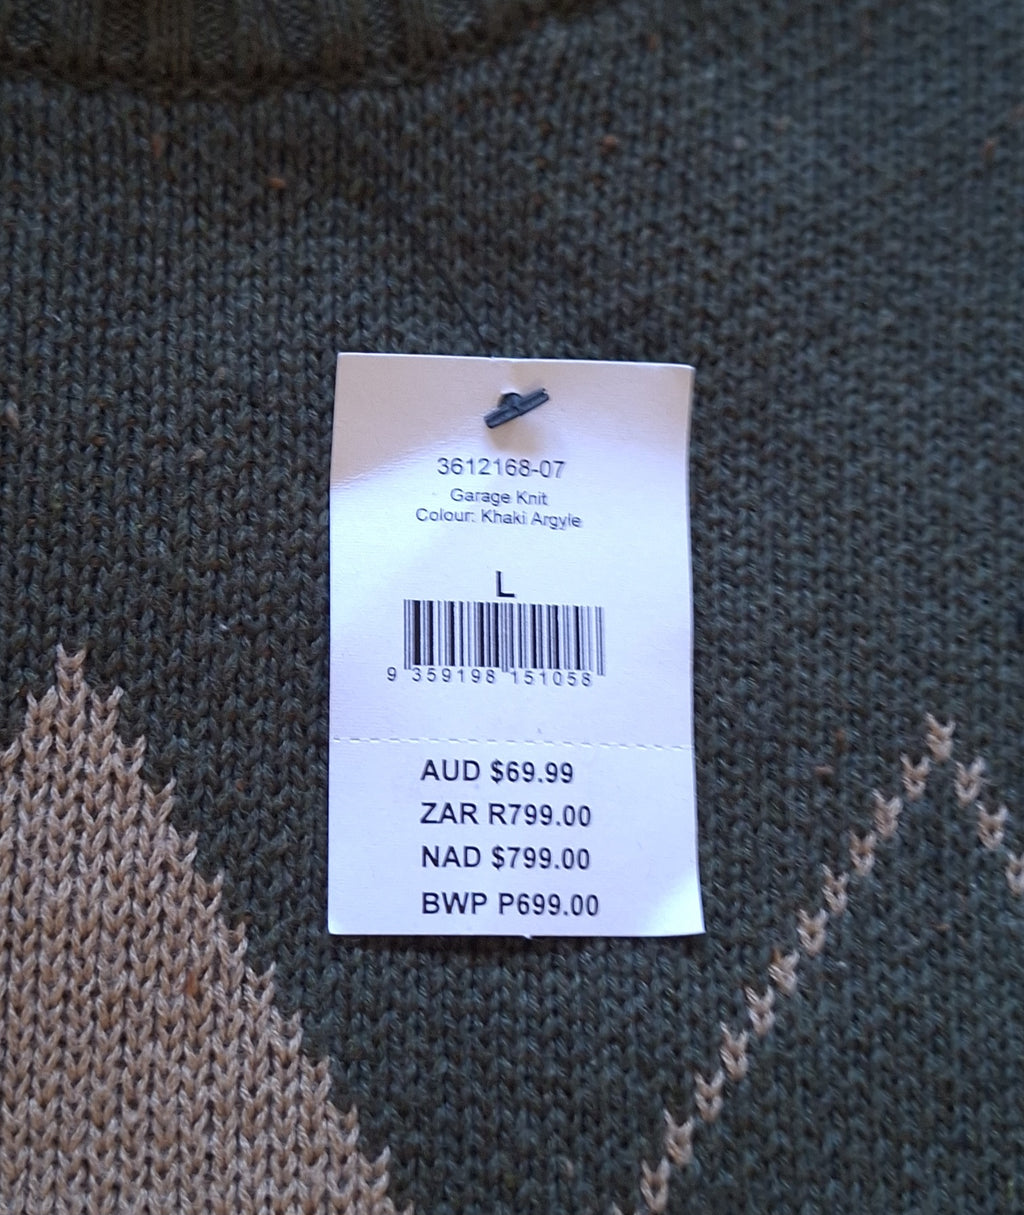 3612168-07
Garage Knit
Colour: Khaki Argyle
L
9 359198 151058
AUD $69.99
ZAR R799.00
NAD $799.00
BWP P699.00